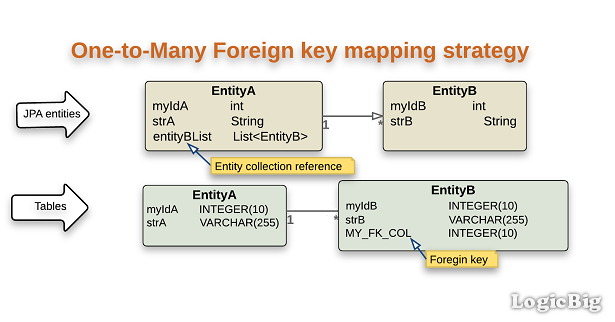 One-to-Many Foreign key mapping strategy
JPA entities
EntityA
myIdA int
strA String
entityBList List<EntityB>
1
*
EntityB
myIdB int
strB String
Entity collection reference
Tables
EntityA
myIdA INTEGER(10)
strA VARCHAR(255)
1
*
EntityB
myIdB INTEGER(10)
strB VARCHAR(255)
MY_FK_COL INTEGER(10)
Foregin key
LogicBig